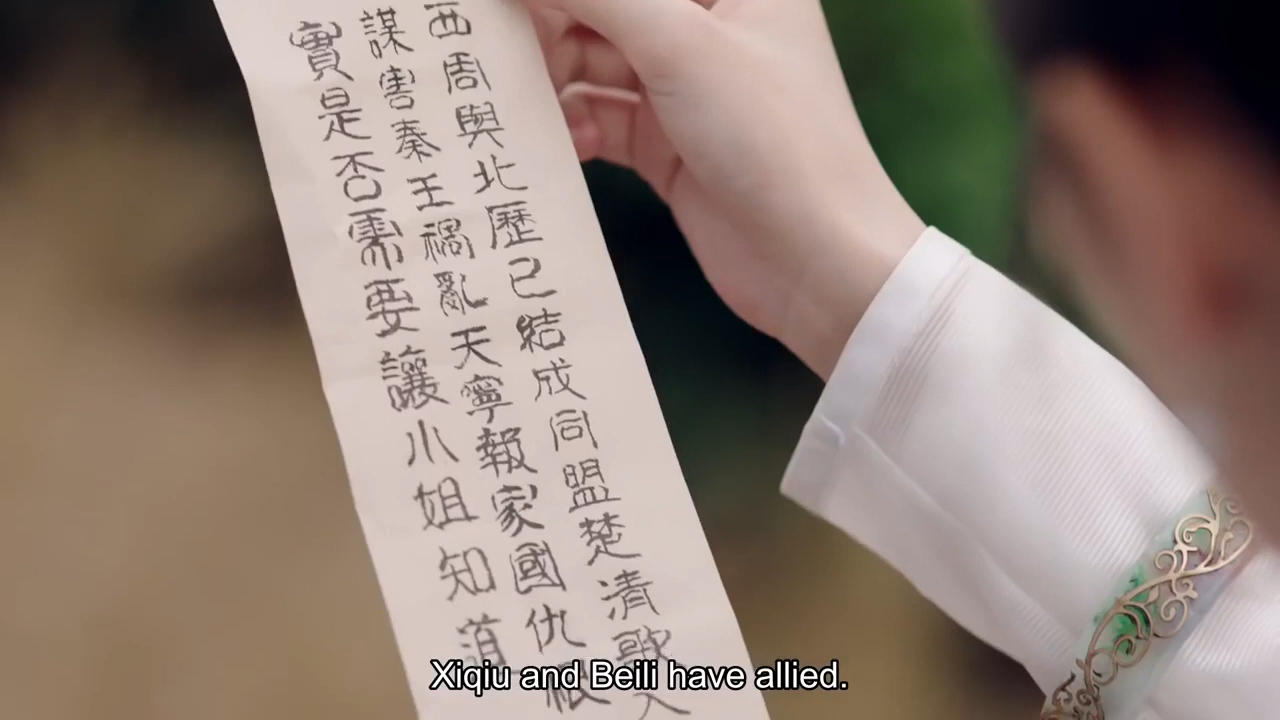 西周與北歷已結成同盟楚清歌
謀害秦王禍亂天寧報家國仇恨
實是否需要讓小姐知道
Xiqiu and Beili have allied.